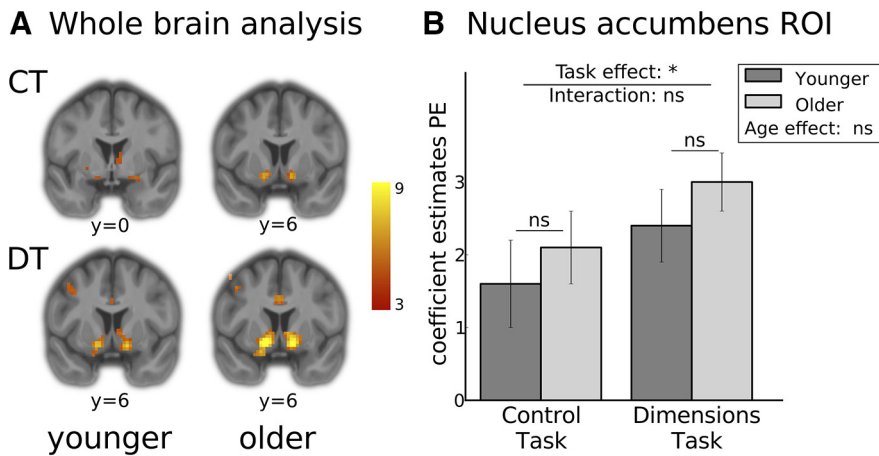 A Whole brain analysis
CT
y=0
y=6
DT
y=6
y=6
younger
older
9
3
B Nucleus accumbens ROI
Task effect: *
Interaction: ns
Younger
Older
Age effect: ns
ns
ns
coefficient estimates PE
3
2
1
0
Control
Task
Dimensions
Task